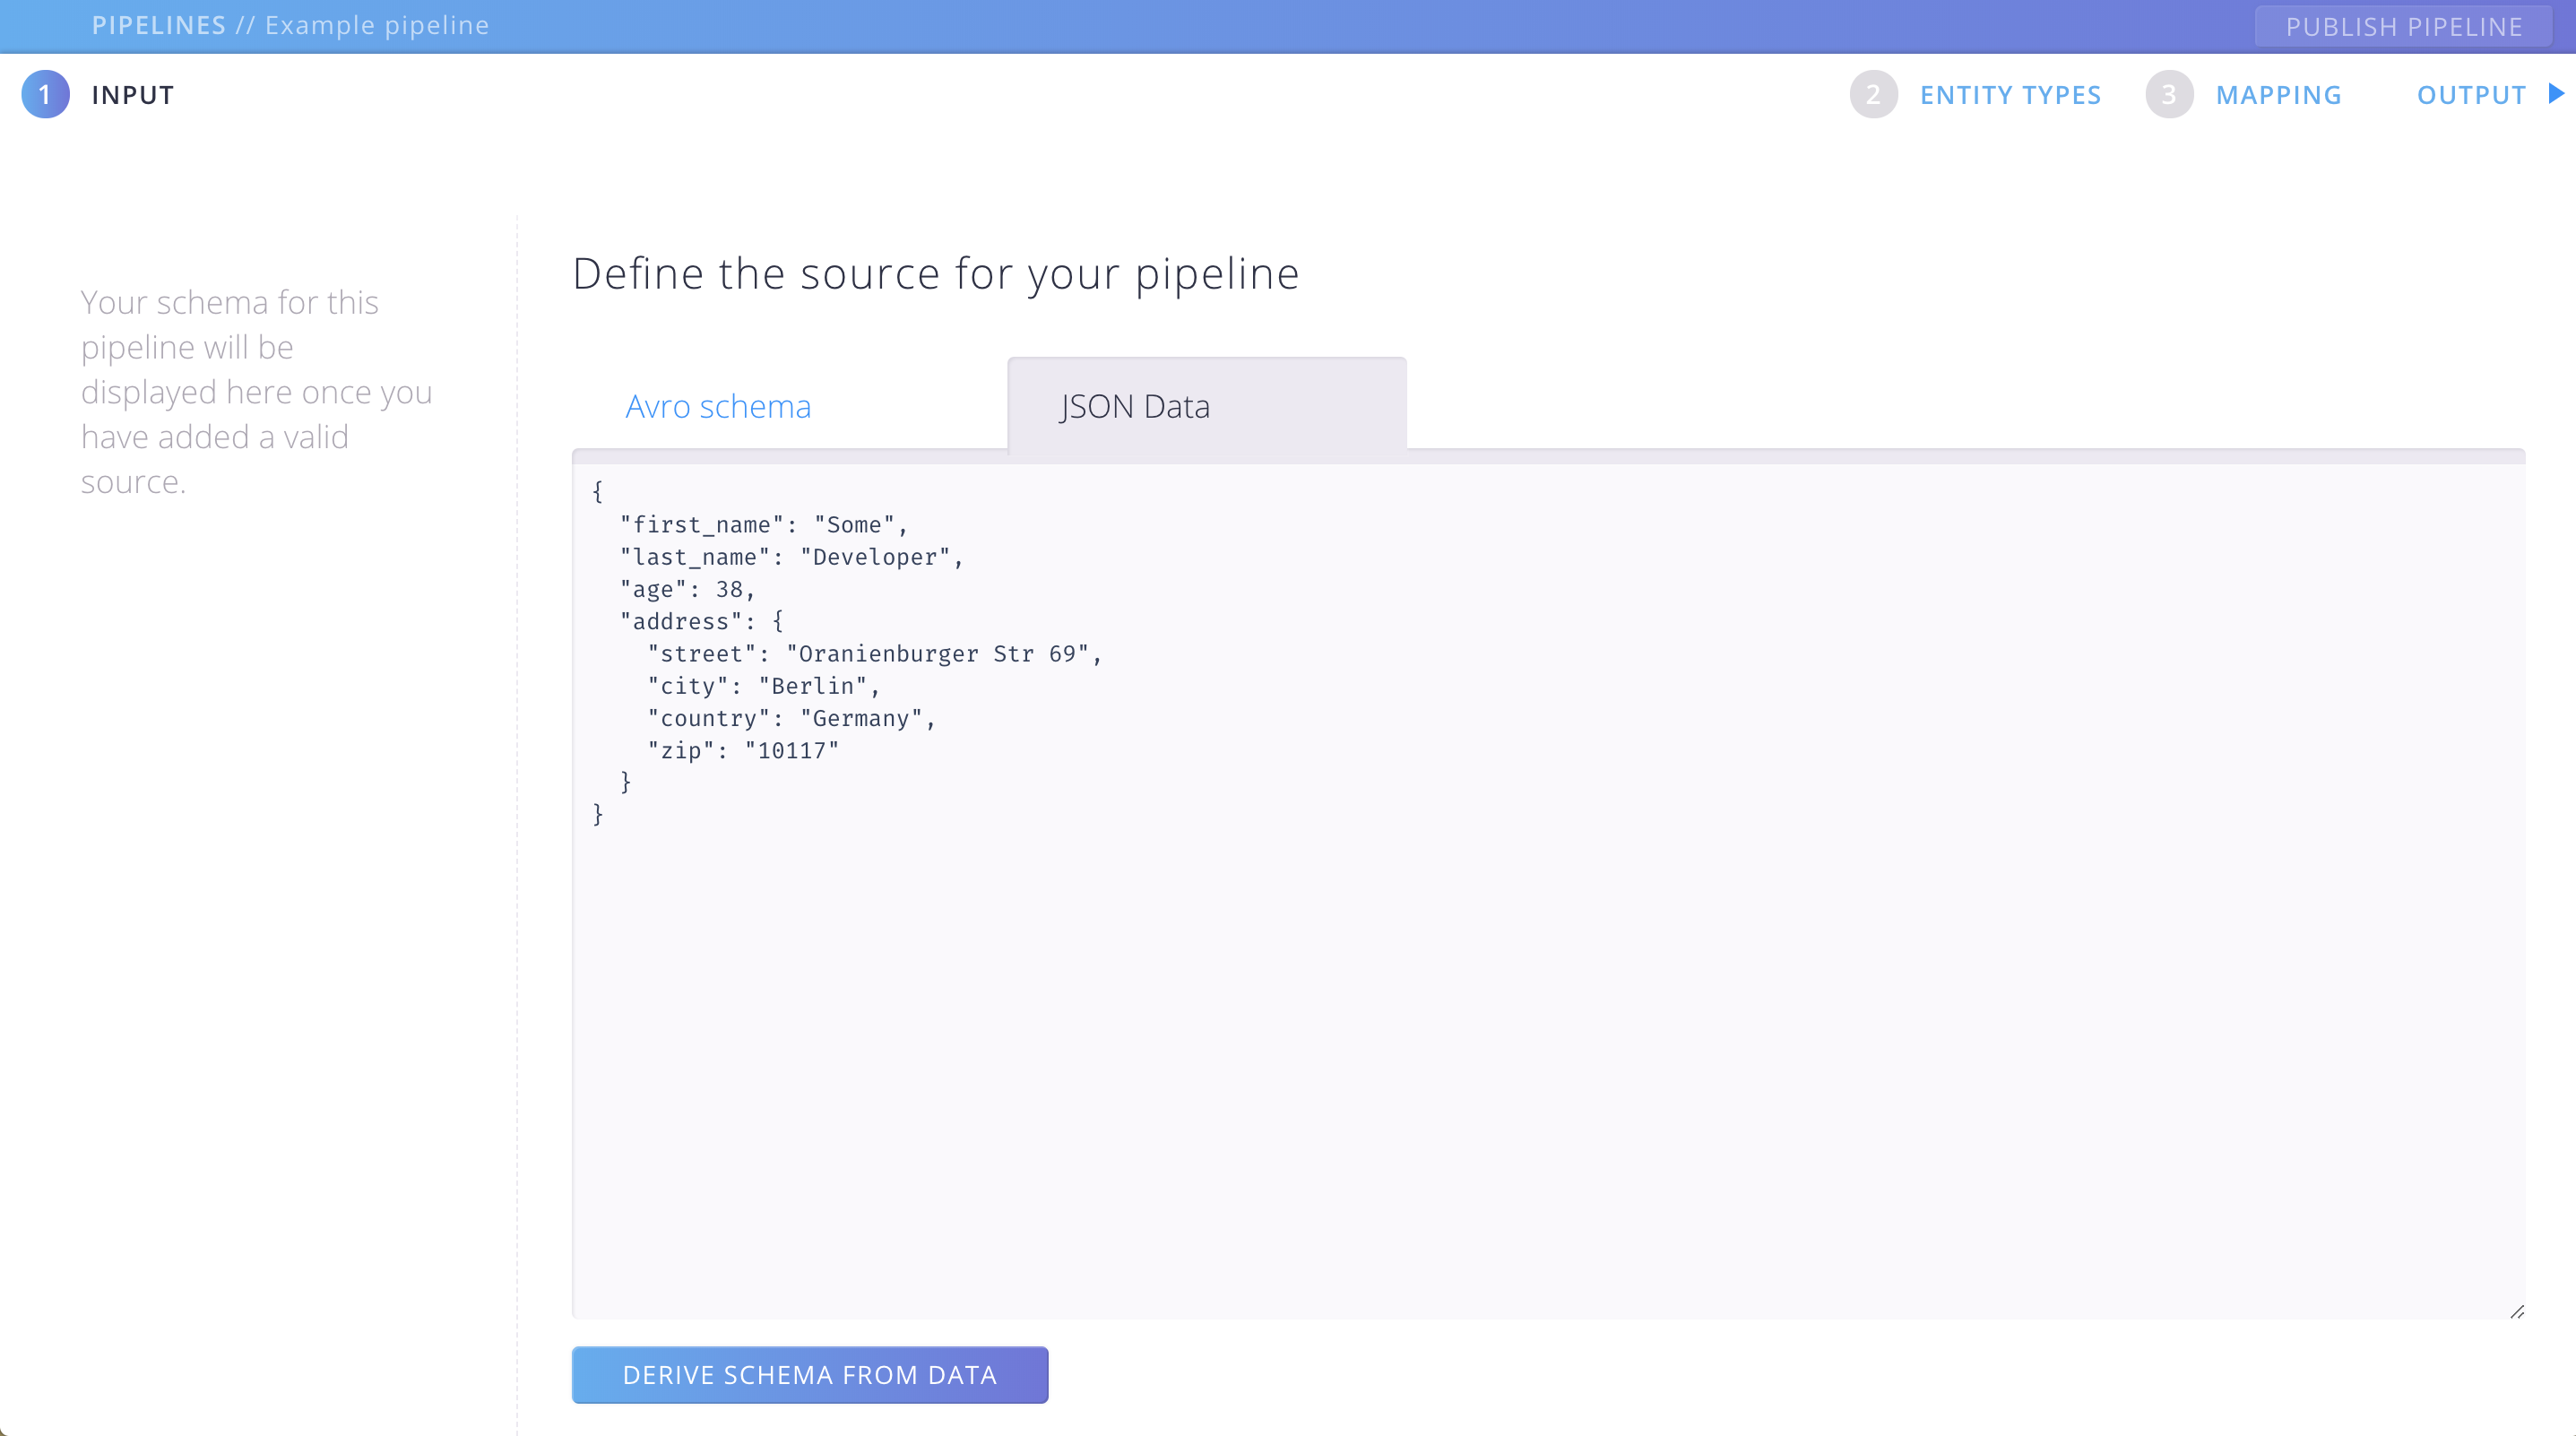 PIPELINES // Example pipeline
PUBLISH PIPELINE
1 INPUT
2 ENTITY TYPES
3 MAPPING
OUTPUT
Your schema for this
pipeline will be
displayed here once you
have added a valid
source.
Define the source for your pipeline
Avro schema
JSON Data
{
  "first_name": "Some",
  "last_name": "Developer",
  "age": 38,
  "address": {
    "street": "Oranienburger Str 69",
    "city": "Berlin",
    "country": "Germany",
    "zip": "10117"
  }
}
DERIVE SCHEMA FROM DATA